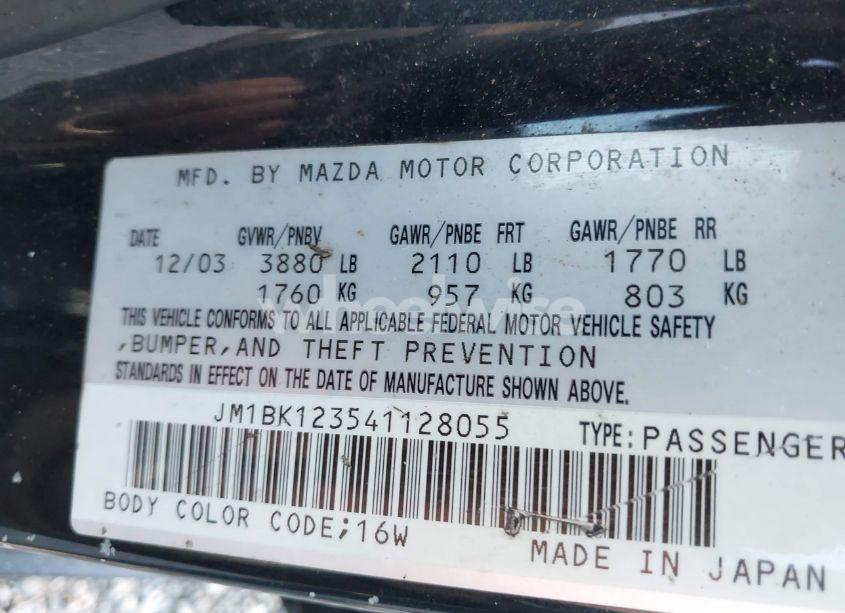 MFD. BY MAZDA MOTOR CORPORATION
DATE GVWR/PNBV GAWR/PNBE FRT GAWR/PNBE RR
12/03 3880 LB 2110 LB 1770 LB
1760 KG 957 KG 803 KG
THIS VEHICLE CONFORMS TO ALL APPLICABLE FEDERAL MOTOR VEHICLE SAFETY
,BUMPER,AND THEFT PREVENTION
STANDARDS IN EFFECT ON THE DATE OF MANUFACTURE SHOWN ABOVE.
JM1BK123541128055 TYPE:PASSENGER
BODY COLOR CODE;16W
MADE IN JAPAN